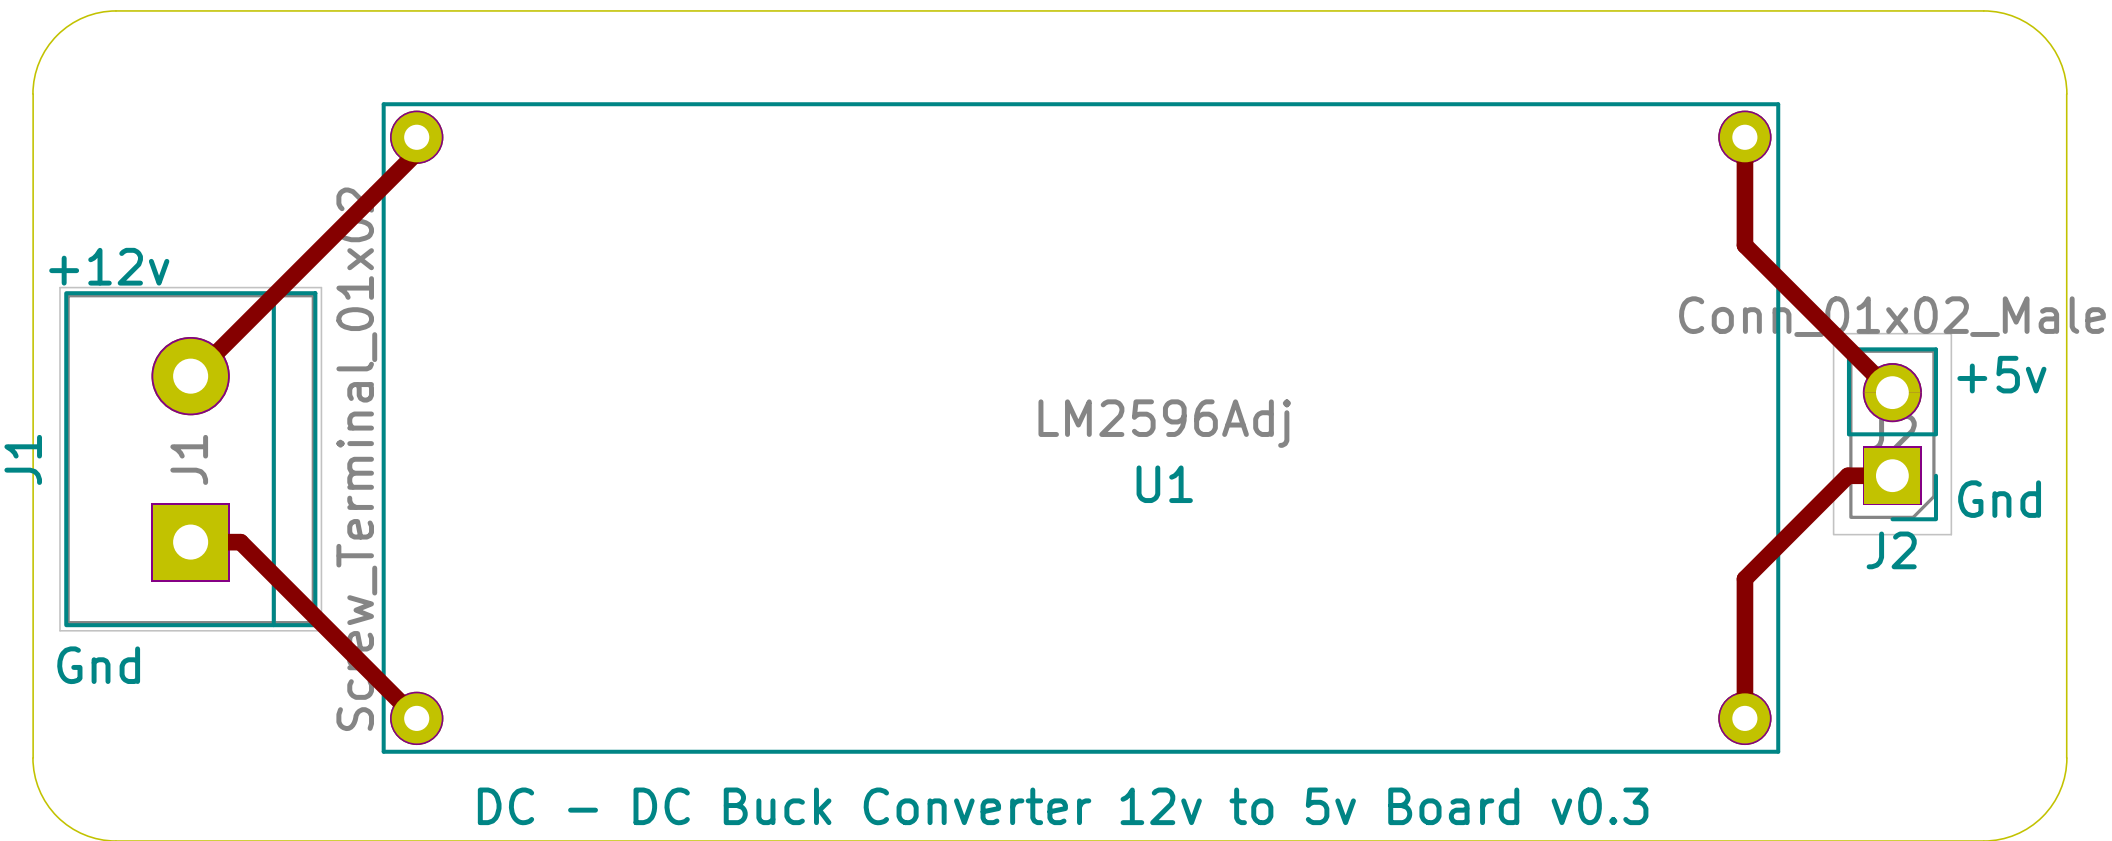 +12v
J1
J1
Screw_Terminal_01x02
Gnd
LM2596Adj
U1
Conn_01x02_Male
+5v
J2
Gnd
J2
DC - DC Buck Converter 12v to 5v Board v0.3